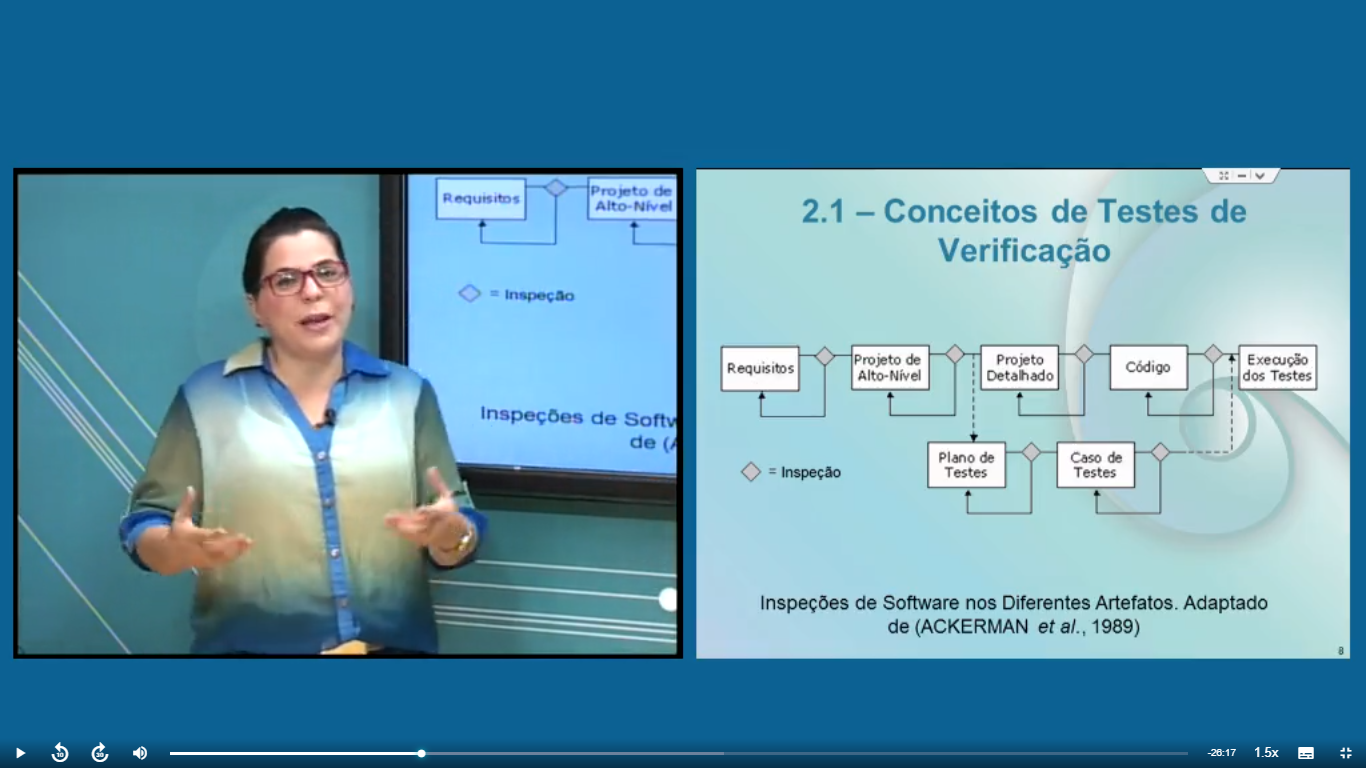 Requisitos
Projeto de
Alto-Nível
= Inspeção
Inspeções de Softw
de (A
2.1 – Conceitos de Testes de
Verificação
Requisitos
Projeto de
Alto-Nível
Projeto
Detalhado
Código
Execução
dos Testes
Plano de
Testes
Caso de
Testes
= Inspeção
Inspeções de Software nos Diferentes Artefatos. Adaptado
de (ACKERMAN et al., 1989)
8
10
30
-26:17
1.5x